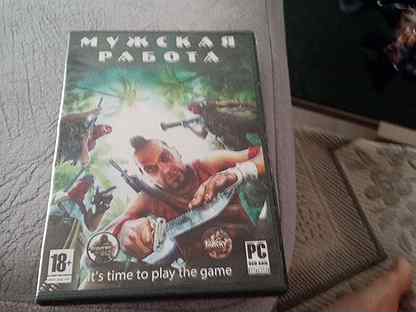 МУЖСКАЯ
РАБОТА
18+
It's time to play the game
PC